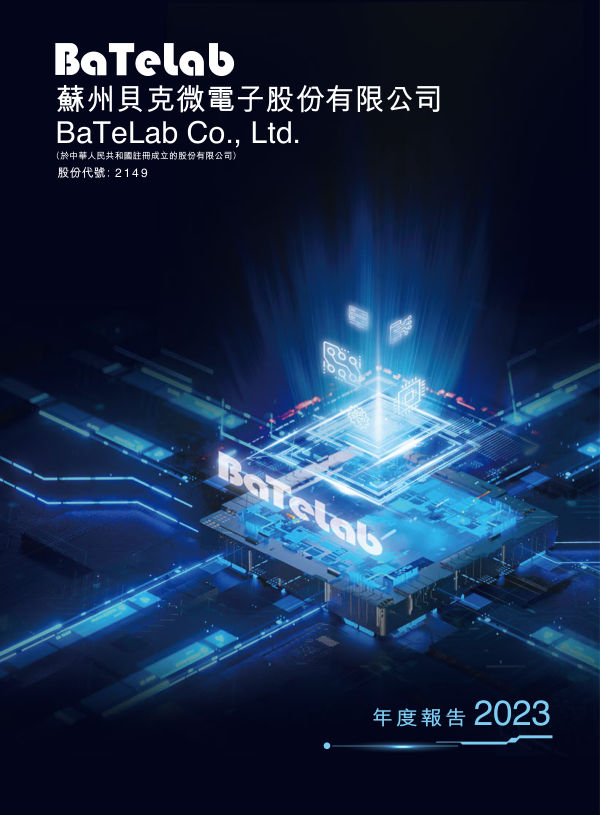 BaTeLab
蘇州貝克微電子股份有限公司
BaTeLab Co., Ltd.
(於中華人民共和國註冊成立的股份有限公司)
股份代號: 2149
BaTeLab
年度報告 2023